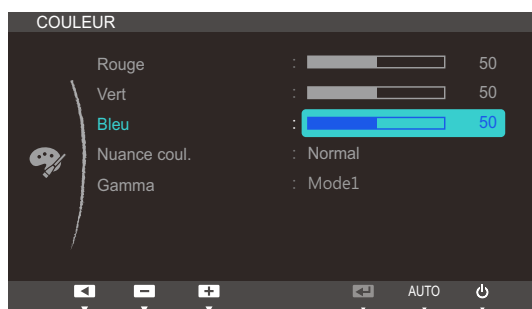 COULEUR
Rouge : 50
Vert : 50
Bleu : 50
Nuance coul. : Normal
Gamma : Mode1
AUTO